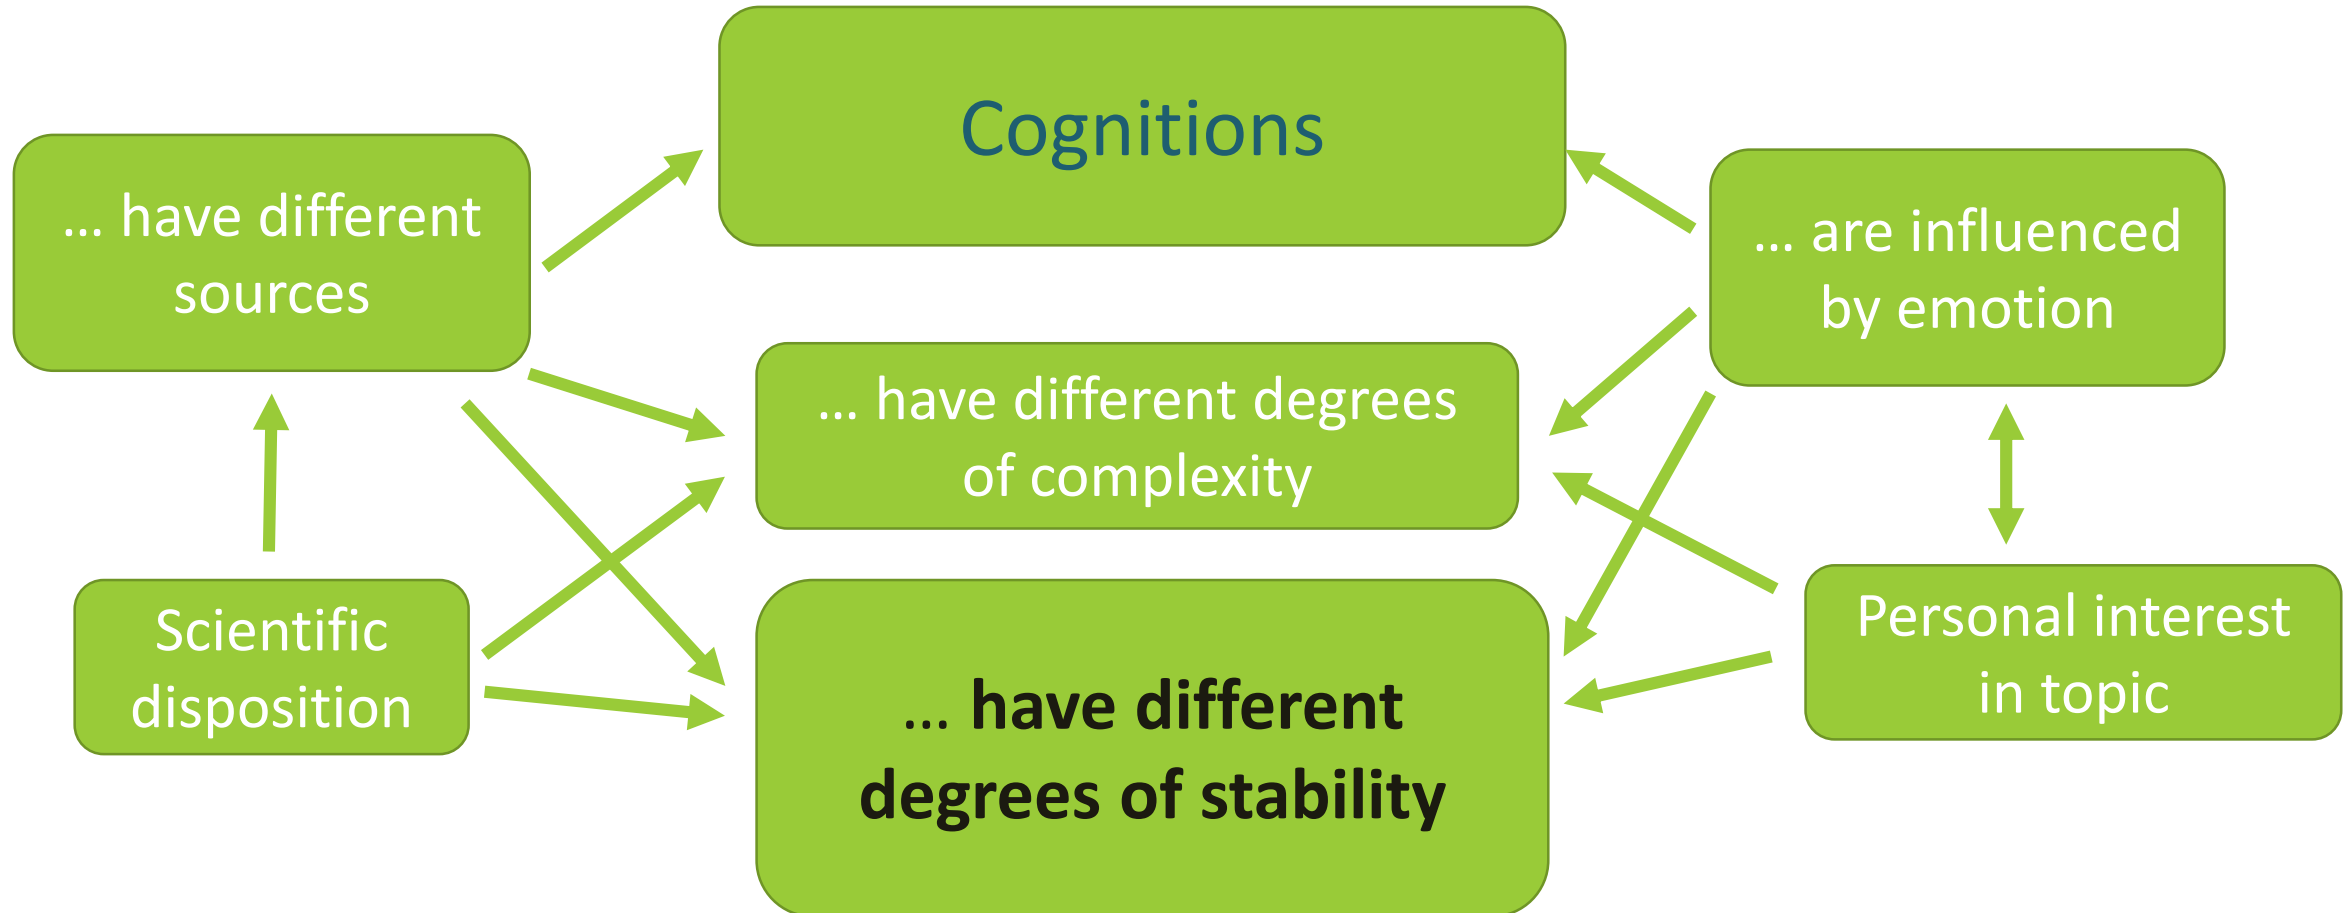 Cognitions
... have different
sources
... are influenced
by emotion
... have different degrees
of complexity
Scientific
disposition
... have different
degrees of stability
Personal interest
in topic